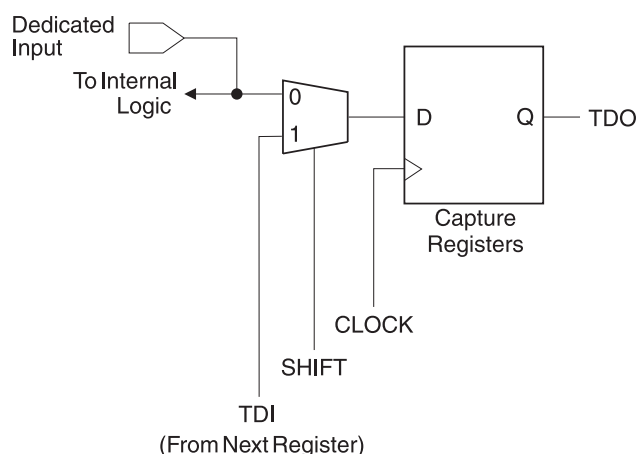 Dedicated
Input
To Internal
Logic
0
1
D
Q
TDO
Capture
Registers
CLOCK
SHIFT
TDI
(From Next Register)